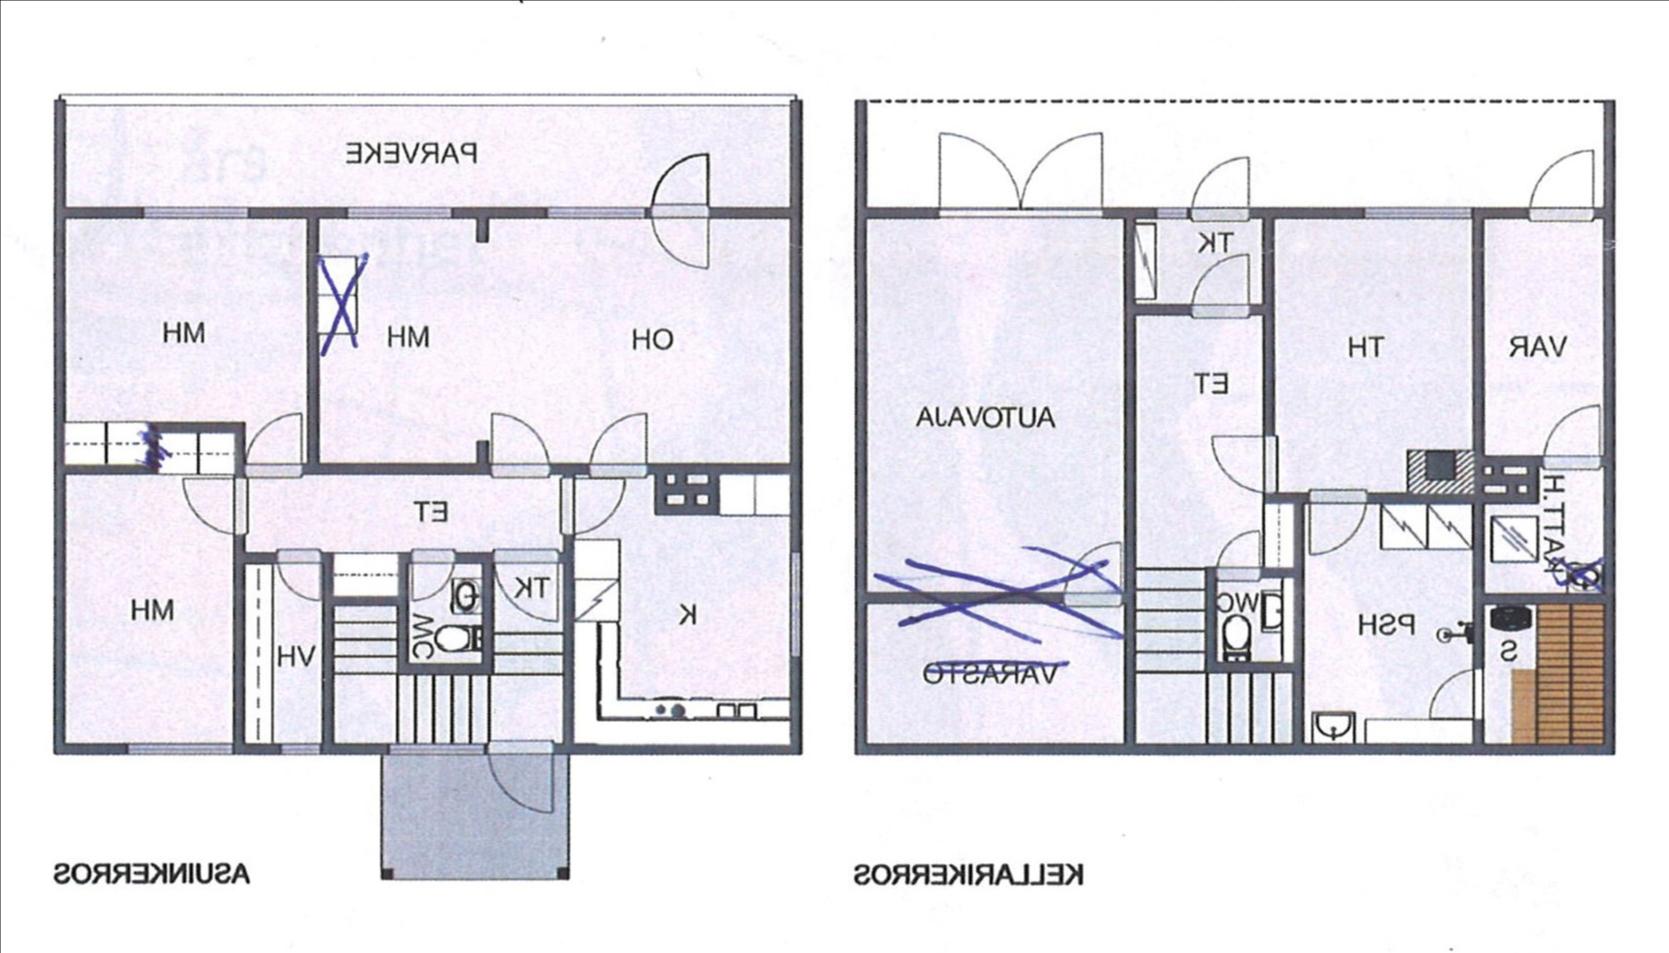 PARVEKE
MH
MH
OH
ET
MH
VH
WC
TK
K
ASUINKERROS
TK
AUTOVAJA
ET
TH
VAR
H.TTAK
WC
PSH
S
VARASTO
KELLARIKERROS